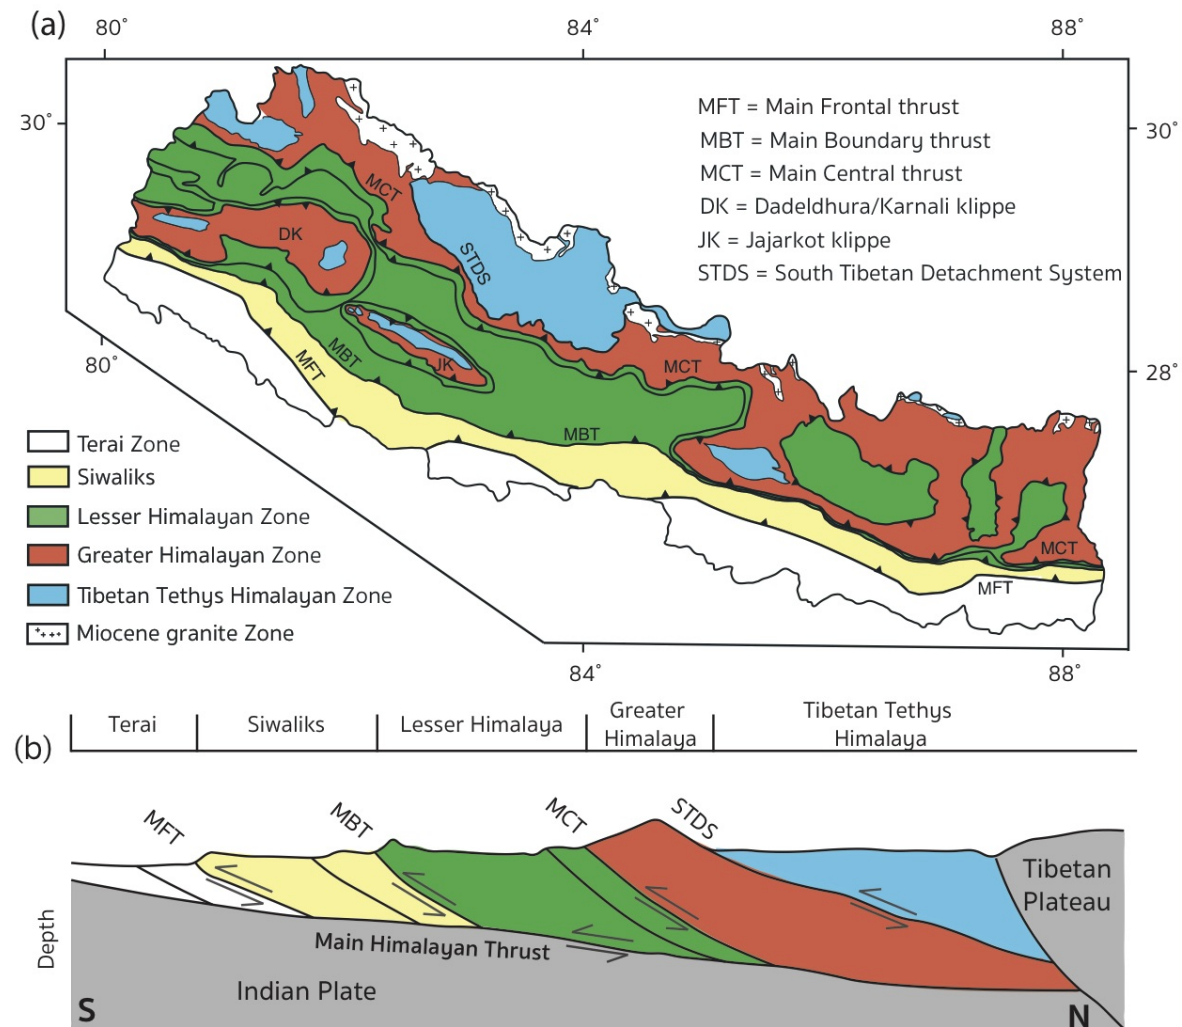 (a)
80°
84°
88°
30°
30°
MFT = Main Frontal thrust
MBT = Main Boundary thrust
MCT = Main Central thrust
DK = Dadeldhura/Karnali klippe
JK = Jajarkot klippe
STDS = South Tibetan Detachment System
MCT
DK
STDS
28°
80°
MFT
MBT
JK
MCT
MBT
MCT
MFT
Terai Zone
Siwaliks
Lesser Himalayan Zone
Greater Himalayan Zone
Tibetan Tethys Himalayan Zone
Miocene granite Zone
84°
88°
(b)
Terai
Siwaliks
Lesser Himalaya
Greater
Himalaya
Tibetan Tethys
Himalaya
MFT
MBT
MCT
STDS
Tibetan
Plateau
Depth
Main Himalayan Thrust
Indian Plate
S
N